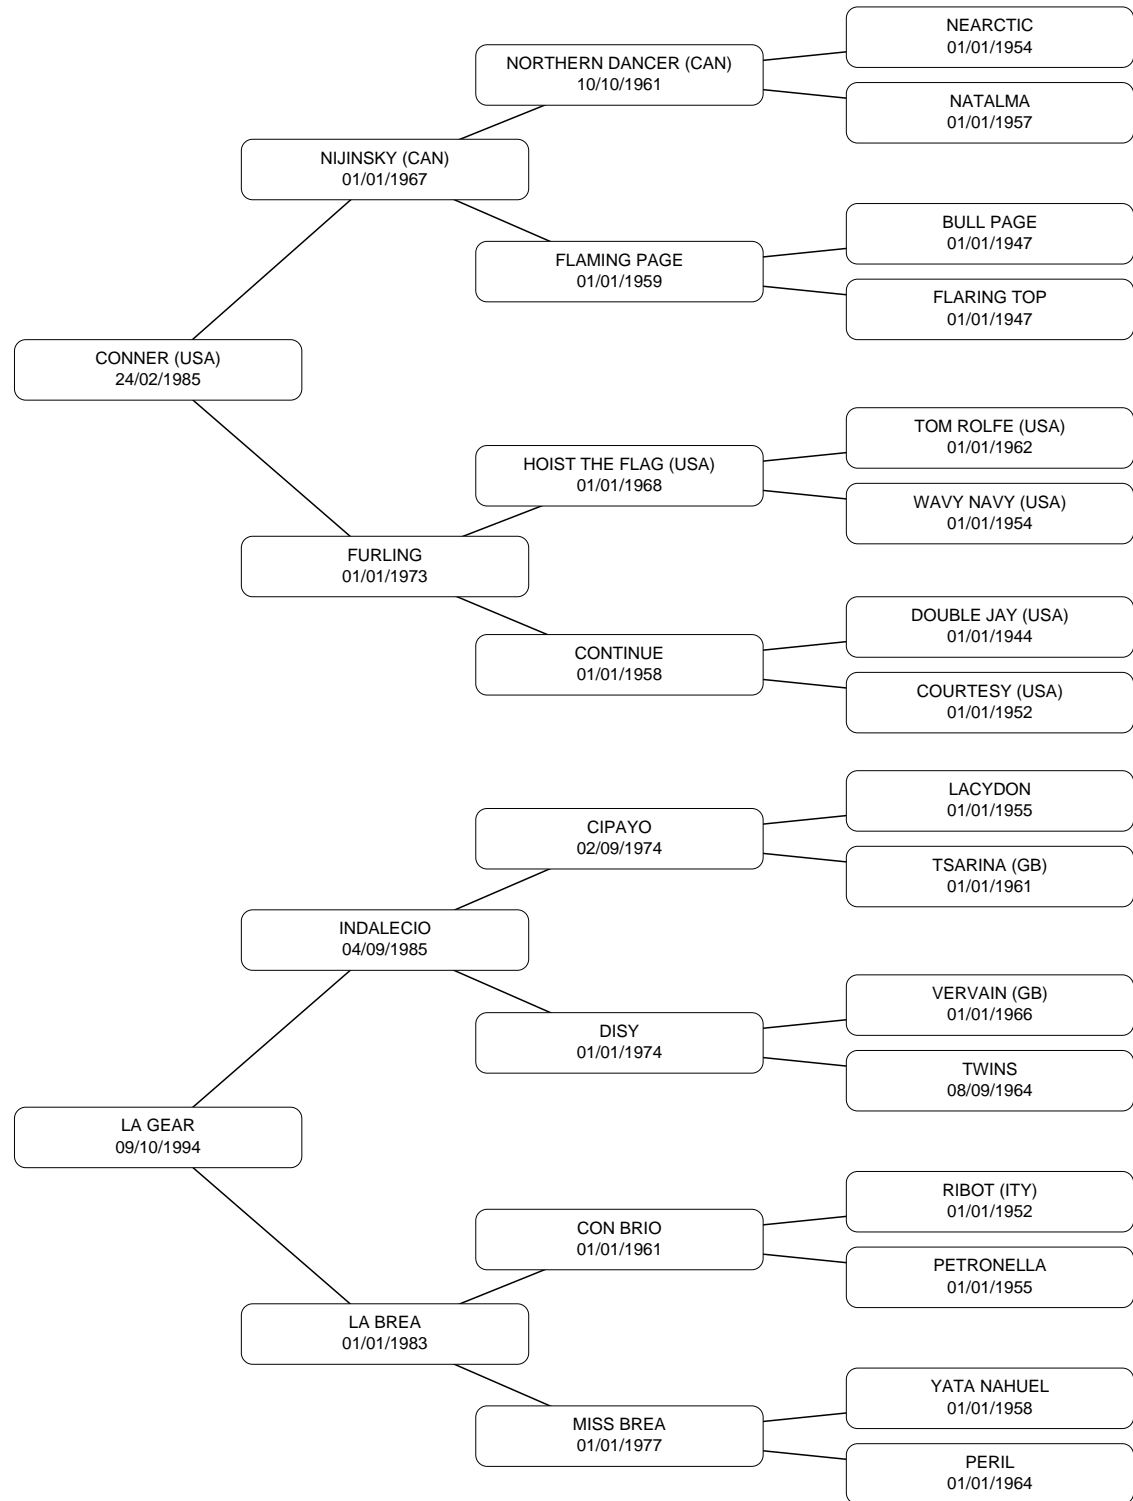 NEARCTIC
01/01/1954
NORTHERN DANCER (CAN)
10/10/1961
NATALMA
01/01/1957
NIJINSKY (CAN)
01/01/1967
BULL PAGE
01/01/1947
FLAMING PAGE
01/01/1959
FLARING TOP
01/01/1947
CONNER (USA)
24/02/1985
TOM ROLFE (USA)
01/01/1962
HOIST THE FLAG (USA)
01/01/1968
WAVY NAVY (USA)
01/01/1954
FURLING
01/01/1973
DOUBLE JAY (USA)
01/01/1944
CONTINUE
01/01/1958
COURTESY (USA)
01/01/1952
LACYDON
01/01/1955
CIPAYO
02/09/1974
TSARINA (GB)
01/01/1961
INDALECIO
04/09/1985
VERVAIN (GB)
01/01/1966
DISY
01/01/1974
TWINS
08/09/1964
LA GEAR
09/10/1994
RIBOT (ITY)
01/01/1952
CON BRIO
01/01/1961
PETRONELLA
01/01/1955
LA BREA
01/01/1983
YATA NAHUEL
01/01/1958
MISS BREA
01/01/1977
PERIL
01/01/1964